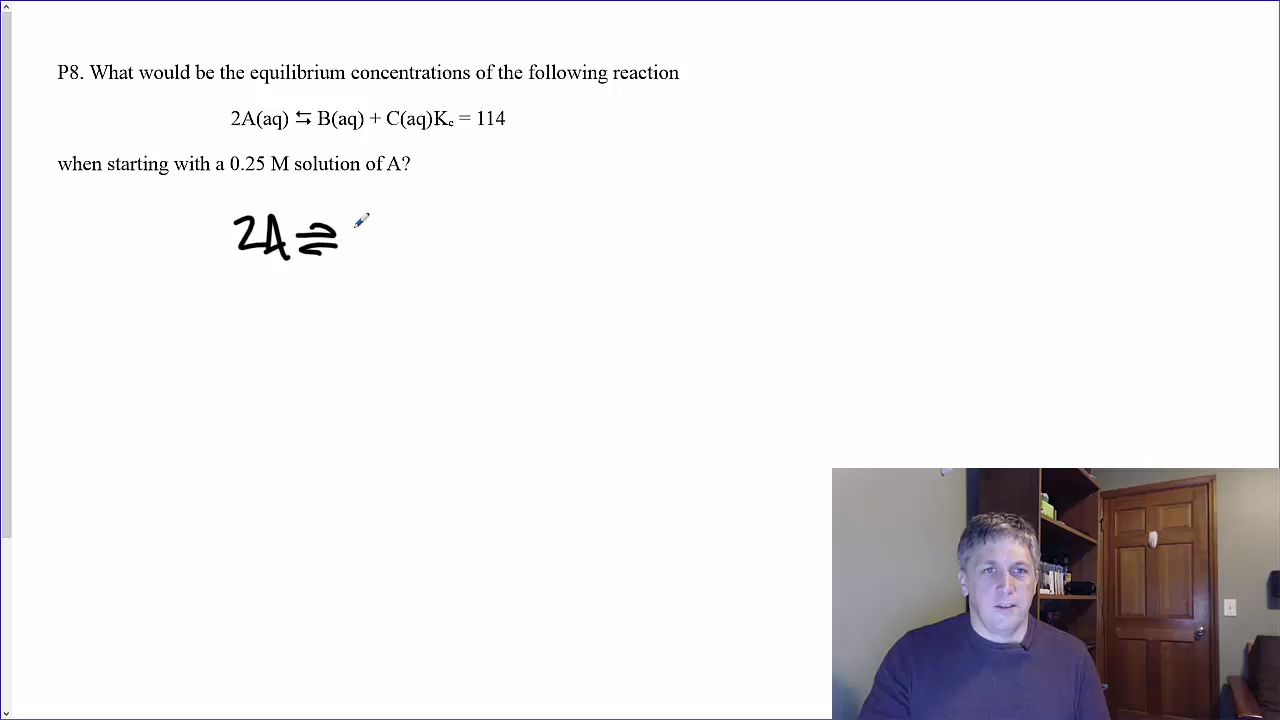 P8. What would be the equilibrium concentrations of the following reaction
2A(aq) ⇆ B(aq) + C(aq)K꜀ = 114
when starting with a 0.25 M solution of A?
2A ⇌